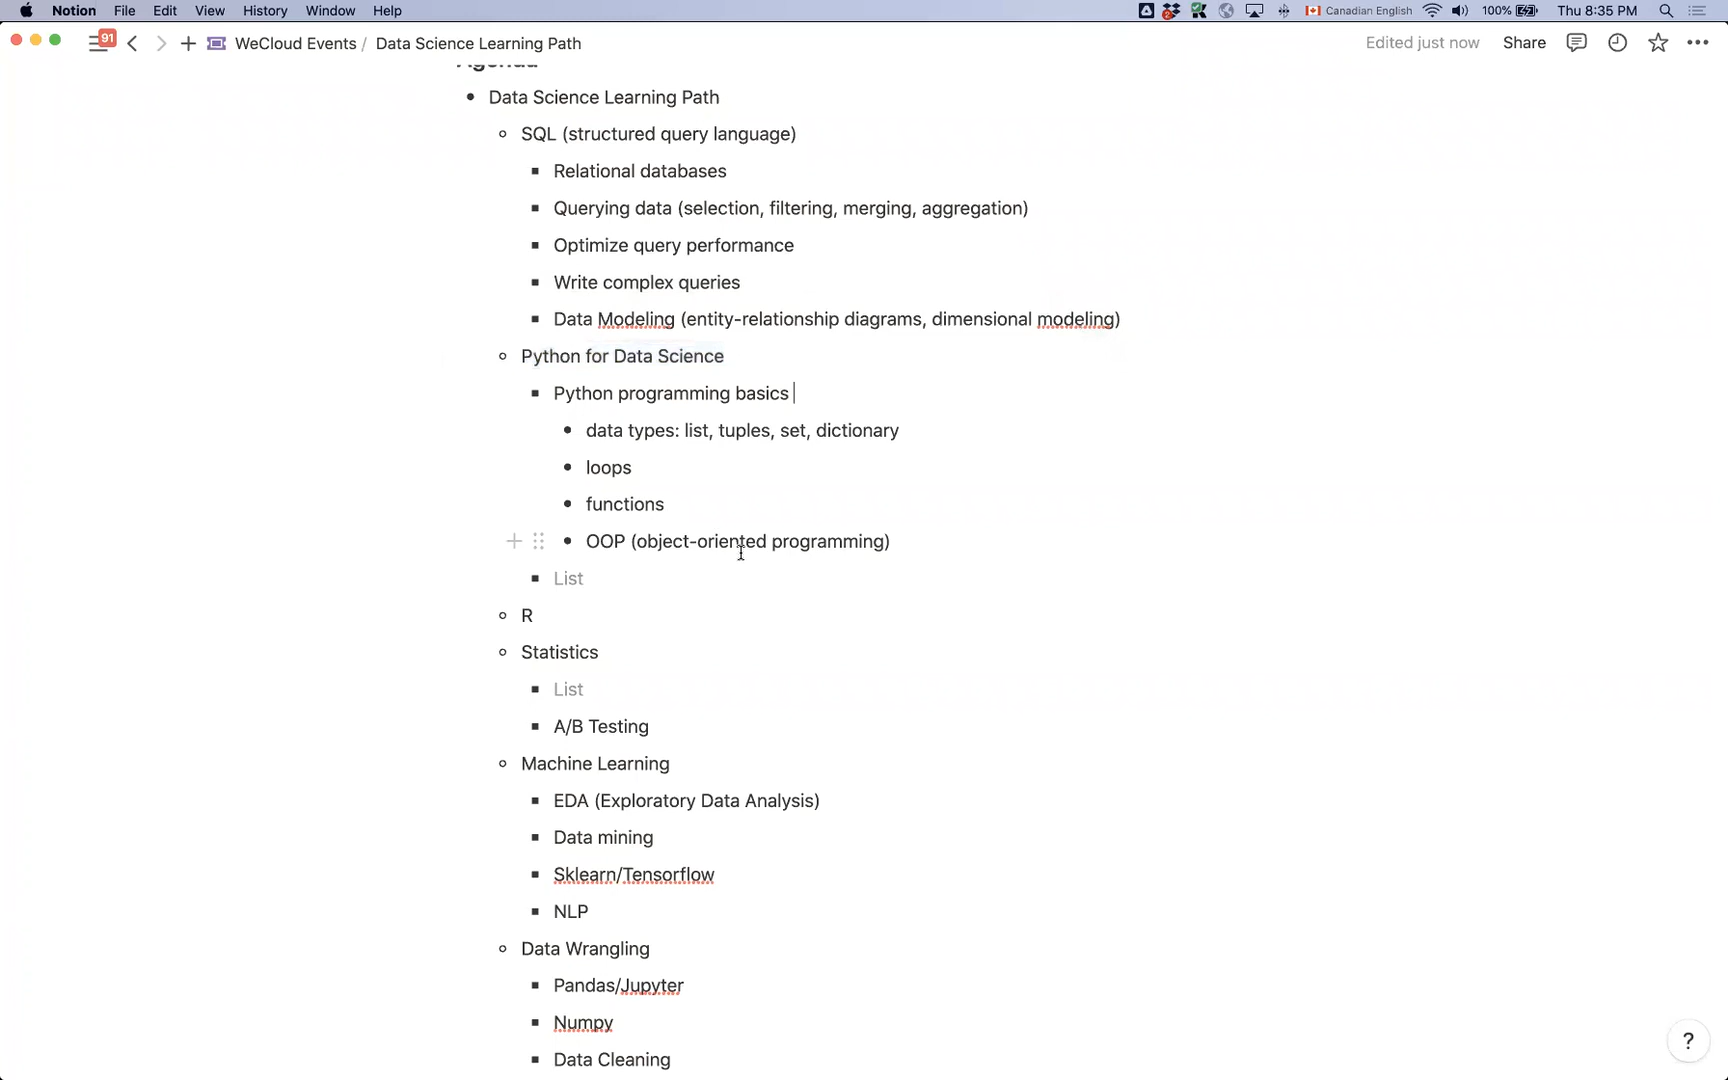 Notion File Edit View History Window Help Canadian English 100% Thu 8:35 PM
91 WeCloud Events / Data Science Learning Path Edited just now Share
Agenda
Data Science Learning Path
SQL (structured query language)
Relational databases
Querying data (selection, filtering, merging, aggregation)
Optimize query performance
Write complex queries
Data Modeling (entity-relationship diagrams, dimensional modeling)
Python for Data Science
Python programming basics
data types: list, tuples, set, dictionary
loops
functions
OOP (object-oriented programming)
List
R
Statistics
List
A/B Testing
Machine Learning
EDA (Exploratory Data Analysis)
Data mining
Sklearn/Tensorflow
NLP
Data Wrangling
Pandas/Jupyter
Numpy
Data Cleaning
?